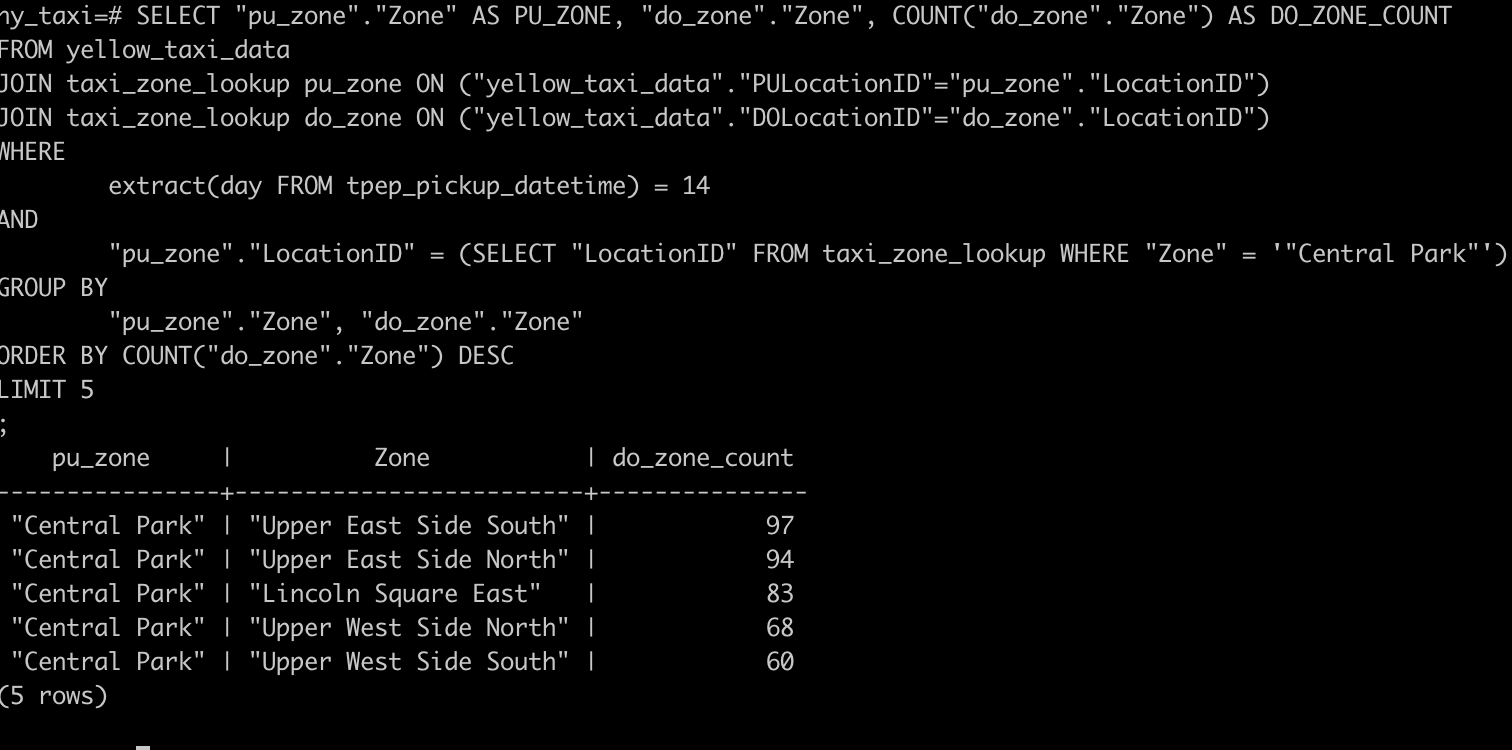 ny_taxi=# SELECT "pu_zone"."Zone" AS PU_ZONE, "do_zone"."Zone", COUNT("do_zone"."Zone") AS DO_ZONE_COUNT
FROM yellow_taxi_data
JOIN taxi_zone_lookup pu_zone ON ("yellow_taxi_data"."PULocationID"="pu_zone"."LocationID")
JOIN taxi_zone_lookup do_zone ON ("yellow_taxi_data"."DOLocationID"="do_zone"."LocationID")
WHERE
        extract(day FROM tpep_pickup_datetime) = 14
AND
        "pu_zone"."LocationID" = (SELECT "LocationID" FROM taxi_zone_lookup WHERE "Zone" = '"Central Park"')
GROUP BY
        "pu_zone"."Zone", "do_zone"."Zone"
ORDER BY COUNT("do_zone"."Zone") DESC
LIMIT 5
;
    pu_zone     |          Zone           | do_zone_count
----------------+-------------------------+---------------
 "Central Park" | "Upper East Side South" |            97
 "Central Park" | "Upper East Side North" |            94
 "Central Park" | "Lincoln Square East"   |            83
 "Central Park" | "Upper West Side North" |            68
 "Central Park" | "Upper West Side South" |            60
(5 rows)